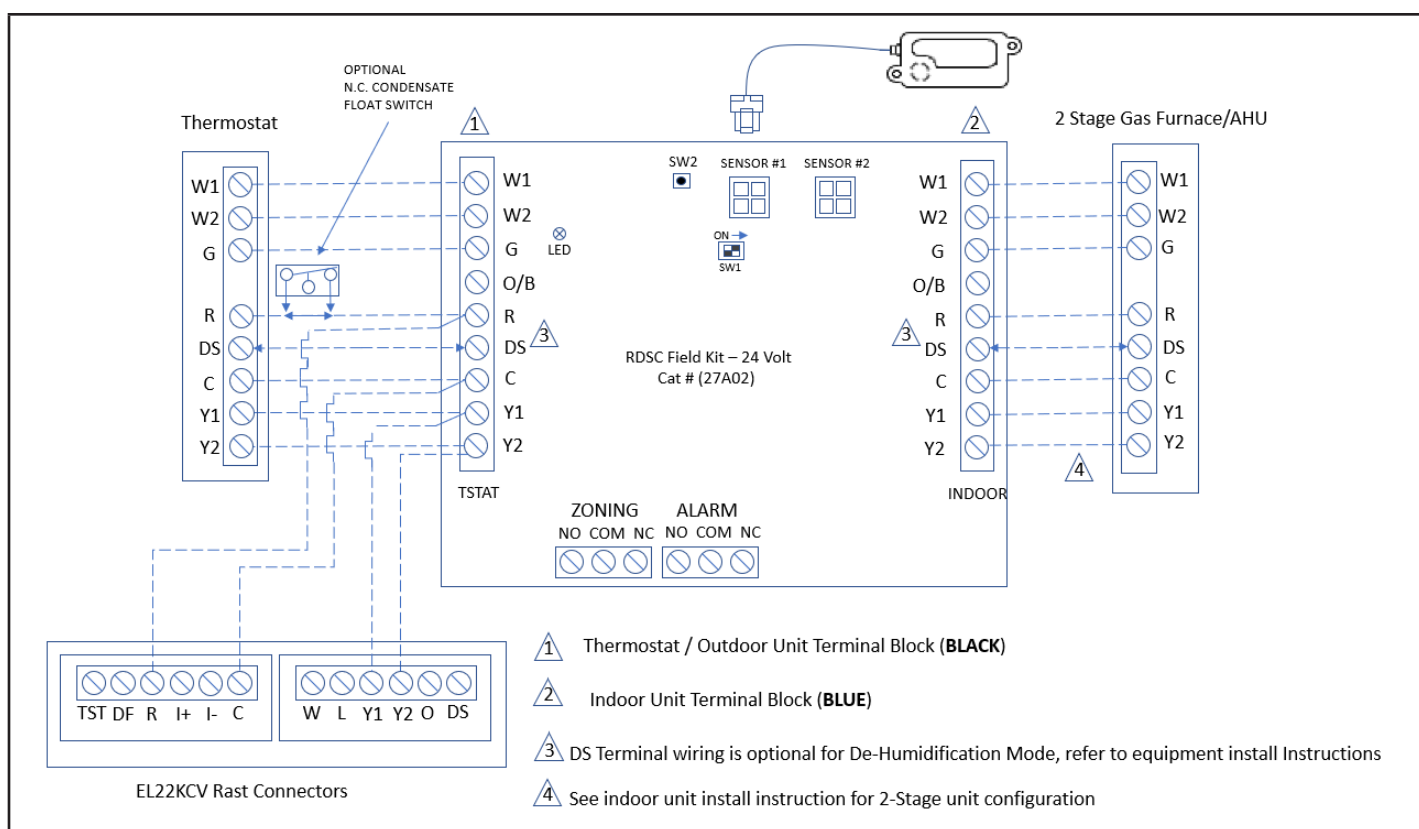 OPTIONAL
N.C. CONDENSATE
FLOAT SWITCH
Thermostat
1
2
2 Stage Gas Furnace/AHU
W1
W2
G
R
DS
C
Y1
Y2
W1
W2
G
O/B
R
DS
C
Y1
Y2
TSTAT
3
LED
SW2
SENSOR #1
SENSOR #2
ON
SW1
RDSC Field Kit – 24 Volt
Cat # (27A02)
3
W1
W2
G
O/B
R
DS
C
Y1
Y2
INDOOR
W1
W2
G
R
DS
C
Y1
Y2
4
ZONING
NO COM NC
ALARM
NO COM NC
TST DF R I+ I- C
W L Y1 Y2 O DS
EL22KCV Rast Connectors
1 Thermostat / Outdoor Unit Terminal Block (BLACK)
2 Indoor Unit Terminal Block (BLUE)
3 DS Terminal wiring is optional for De-Humidification Mode, refer to equipment install Instructions
4 See indoor unit install instruction for 2-Stage unit configuration